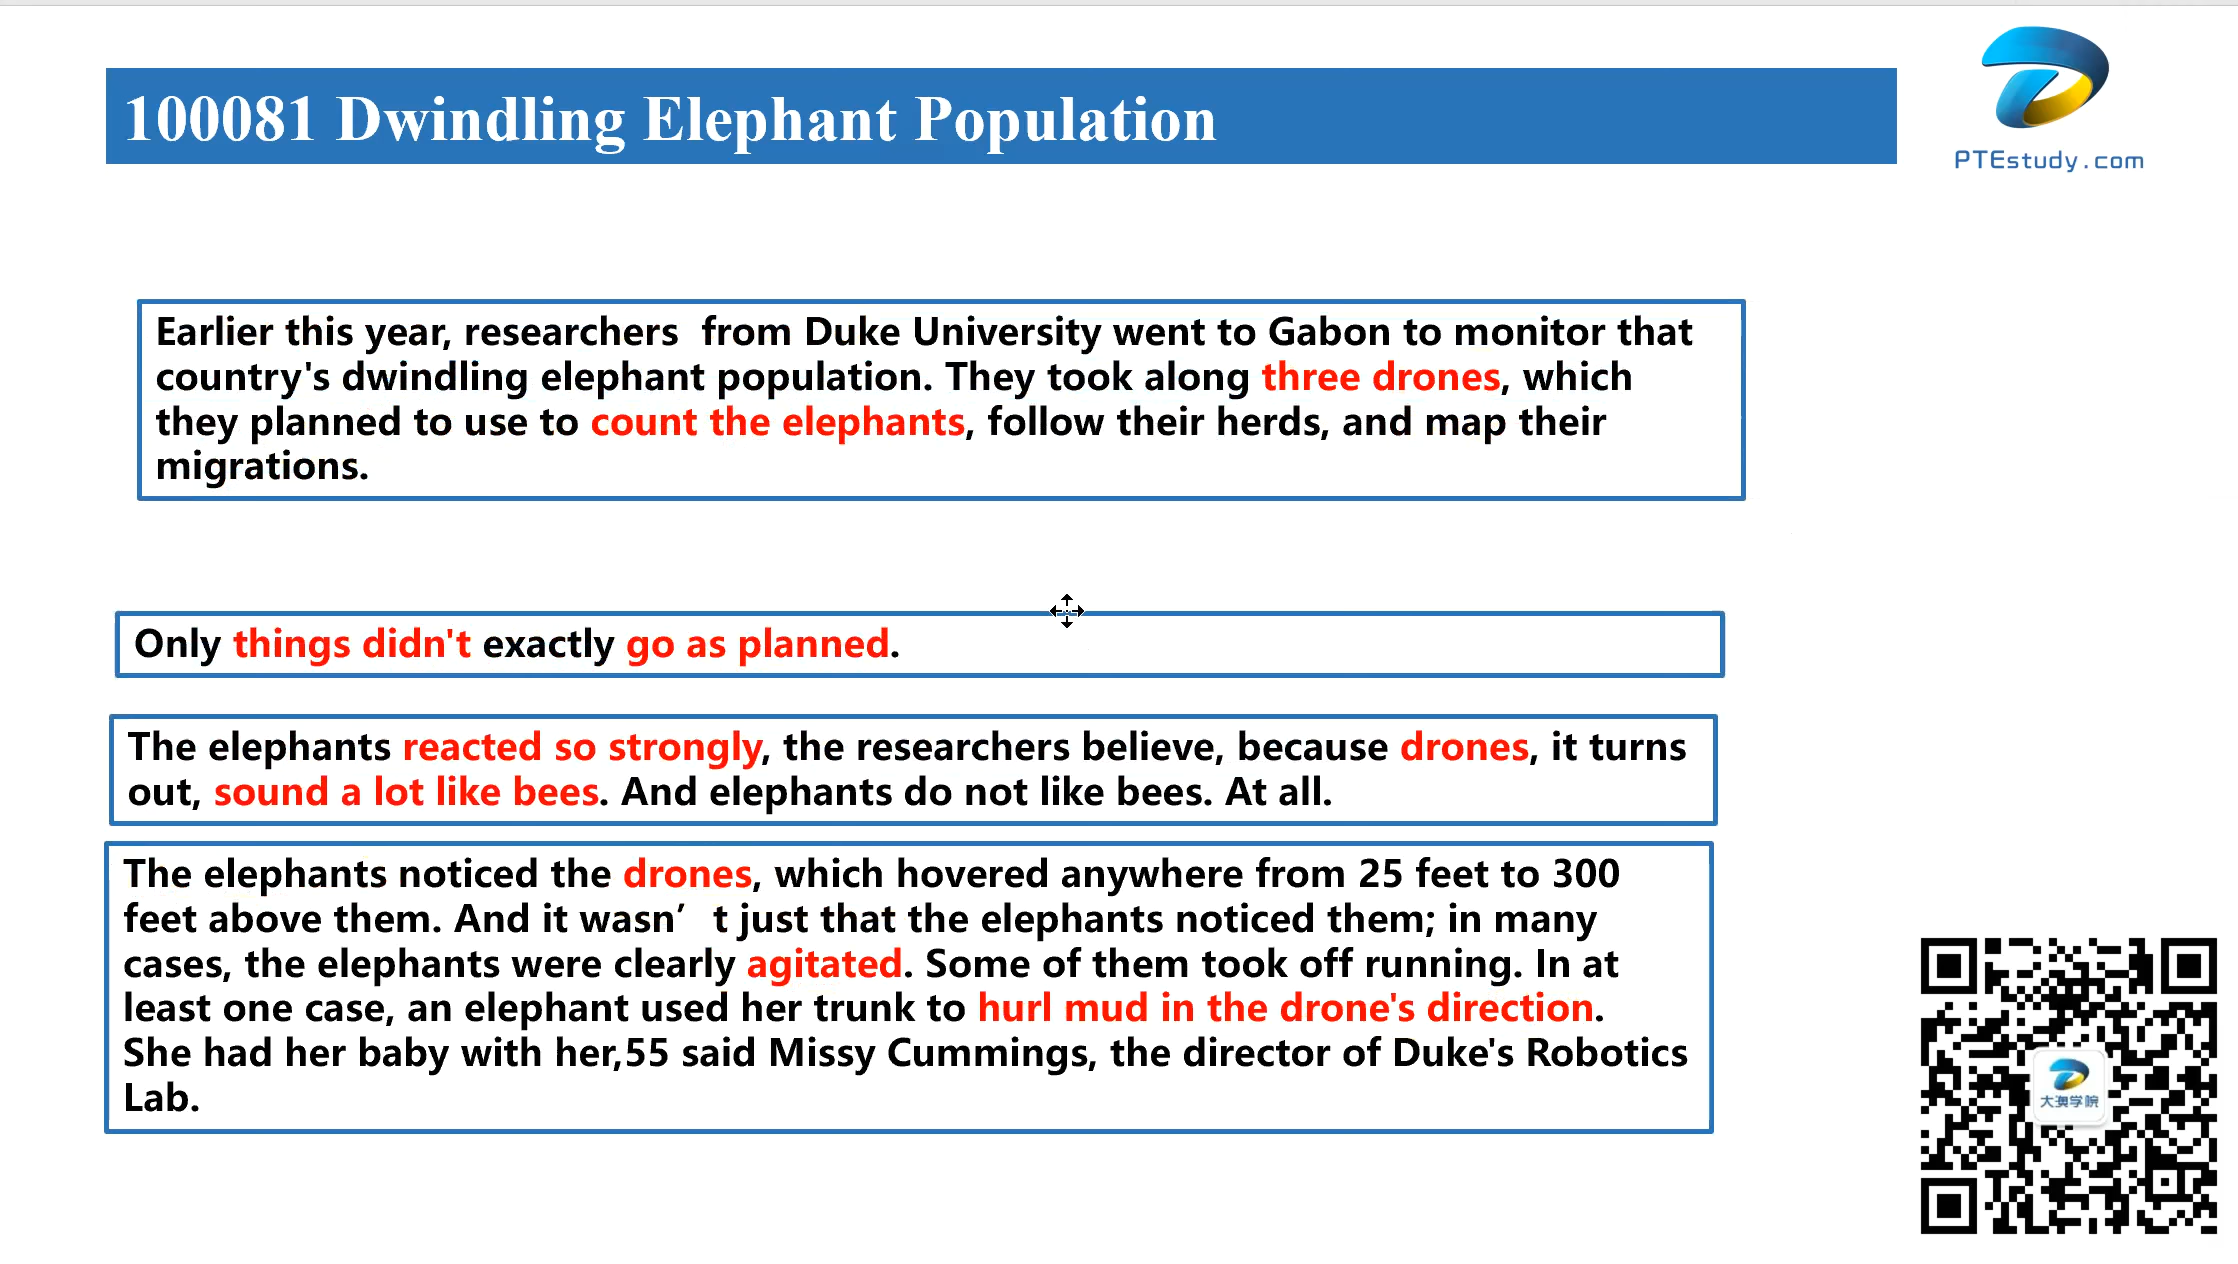 100081 Dwindling Elephant Population
PTEstudy.com
Earlier this year, researchers  from Duke University went to Gabon to monitor that
country's dwindling elephant population. They took along three drones, which
they planned to use to count the elephants, follow their herds, and map their
migrations.
Only things didn't exactly go as planned.
The elephants reacted so strongly, the researchers believe, because drones, it turns
out, sound a lot like bees. And elephants do not like bees. At all.
The elephants noticed the drones, which hovered anywhere from 25 feet to 300
feet above them. And it wasn’ t just that the elephants noticed them; in many
cases, the elephants were clearly agitated. Some of them took off running. In at
least one case, an elephant used her trunk to hurl mud in the drone's direction.
She had her baby with her,55 said Missy Cummings, the director of Duke's Robotics
Lab.
大澳学院